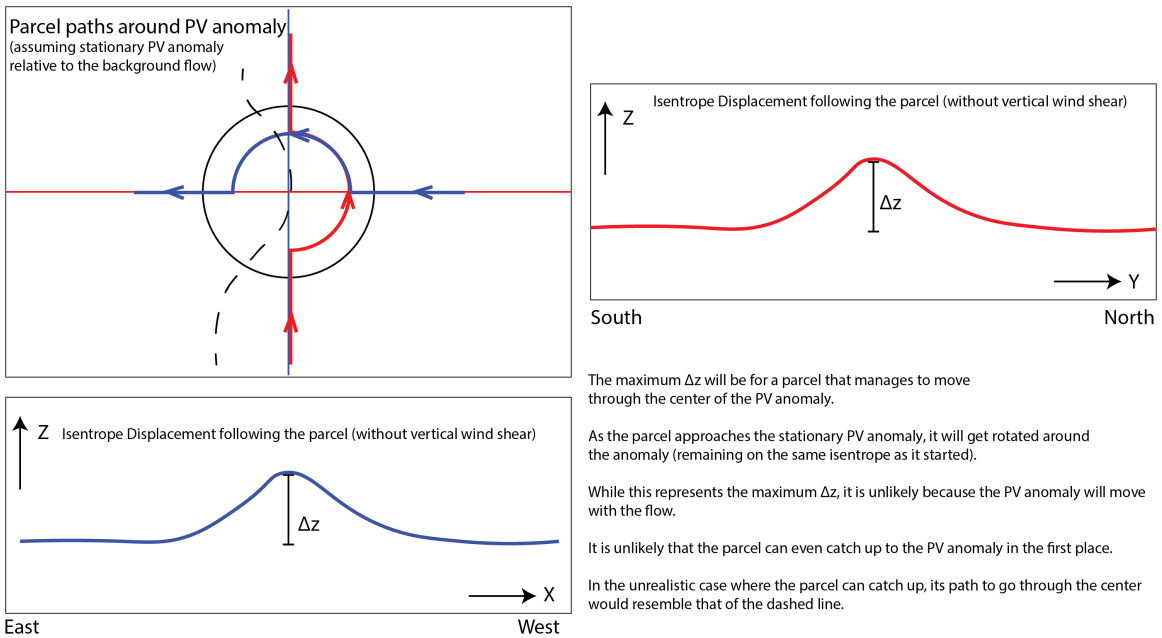 Parcel paths around PV anomaly
(assuming stationary PV anomaly
relative to the background flow)
Z
Isentrope Displacement following the parcel (without vertical wind shear)
Δz
Y
South
North
Z
Isentrope Displacement following the parcel (without vertical wind shear)
Δz
X
East
West
The maximum Δz will be for a parcel that manages to move
through the center of the PV anomaly.
As the parcel approaches the stationary PV anomaly, it will get rotated around
the anomaly (remaining on the same isentrope as it started).
While this represents the maximum Δz, it is unlikely because the PV anomaly will move
with the flow.
It is unlikely that the parcel can even catch up to the PV anomaly in the first place.
In the unrealistic case where the parcel can catch up, its path to go through the center
would resemble that of the dashed line.